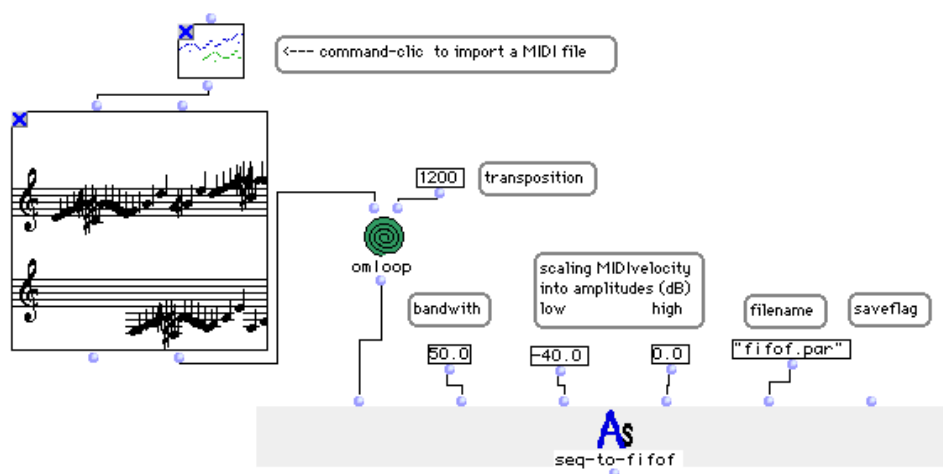 <--- command-clic to import a MIDI file
1200
transposition
omloop
scaling MIDIvelocity
into amplitudes (dB)
low high
bandwith
filename
saveflag
50.0
-40.0
0.0
"fifof.par"
As
seq-to-fifof